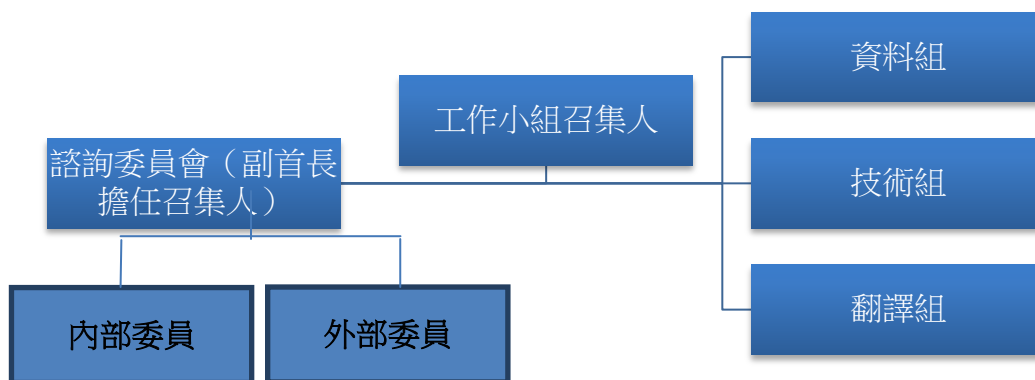 資料組
工作小組召集人
諮詢委員會（副首長
擔任召集人）
技術組
翻譯組
內部委員
外部委員